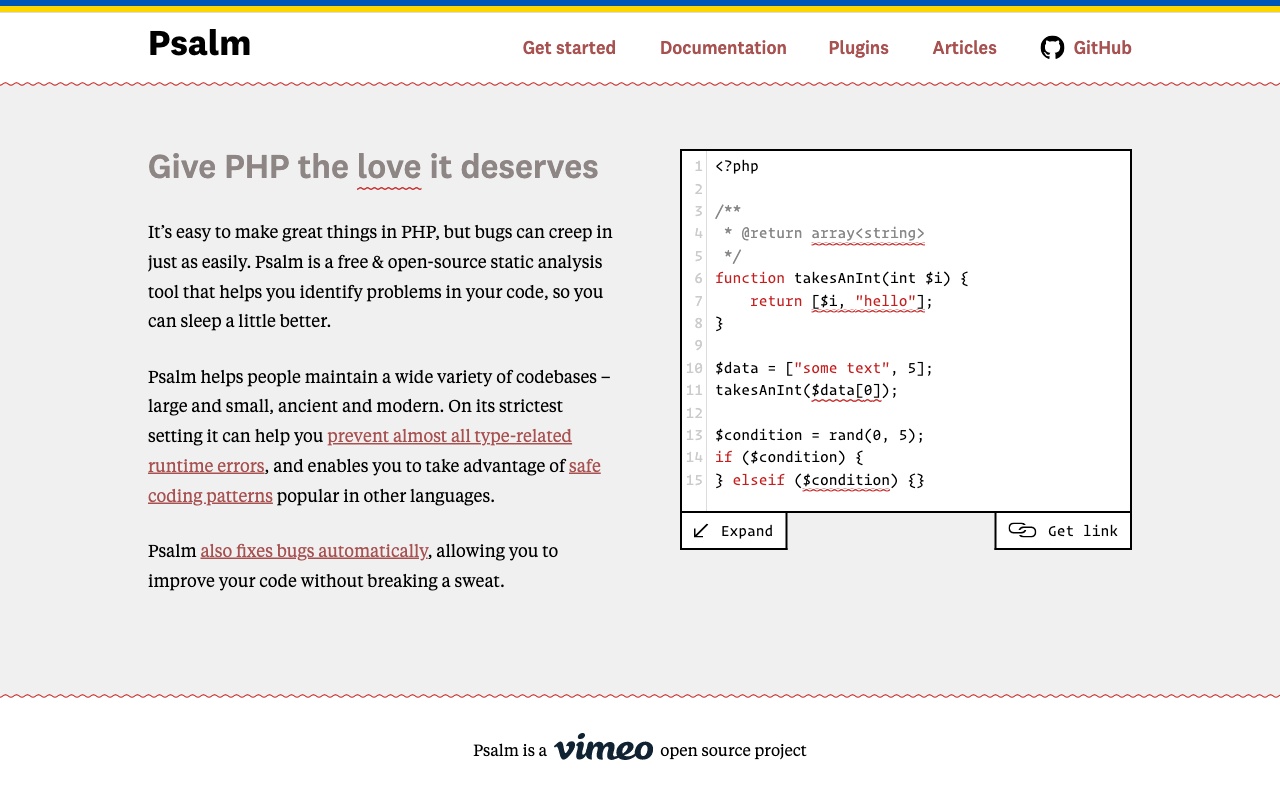 Psalm
Get started
Documentation
Plugins
Articles
GitHub
Give PHP the love it deserves
It’s easy to make great things in PHP, but bugs can creep in
just as easily. Psalm is a free & open-source static analysis
tool that helps you identify problems in your code, so you
can sleep a little better.
Psalm helps people maintain a wide variety of codebases –
large and small, ancient and modern. On its strictest
setting it can help you prevent almost all type-related
runtime errors, and enables you to take advantage of safe
coding patterns popular in other languages.
Psalm also fixes bugs automatically, allowing you to
improve your code without breaking a sweat.
1 <?php
2
3 /**
4  * @return array<string>
5  */
6 function takesAnInt(int $i) {
7     return [$i, "hello"];
8 }
9
10 $data = ["some text", 5];
11 takesAnInt($data[0]);
12
13 $condition = rand(0, 5);
14 if ($condition) {
15 } elseif ($condition) {}
Expand
Get link
Psalm is a vimeo open source project